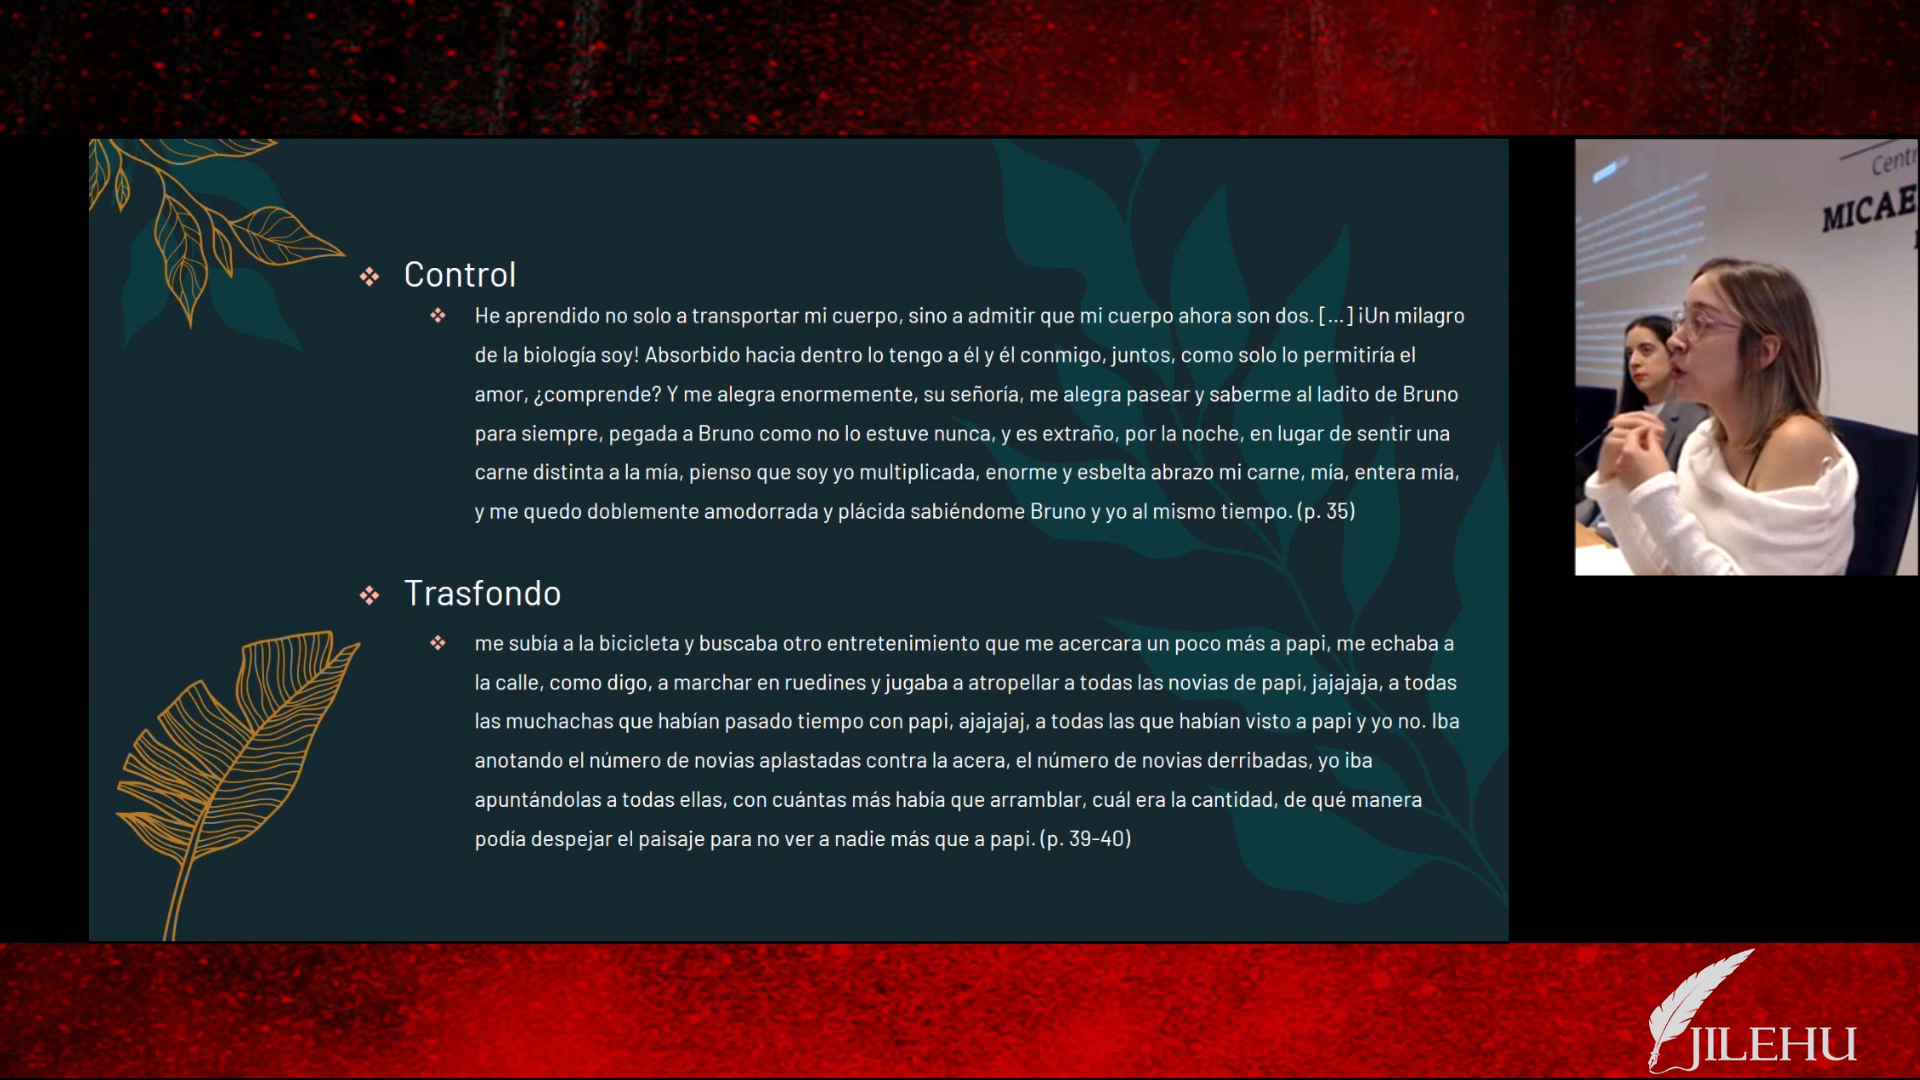 Control
He aprendido no solo a transportar mi cuerpo, sino a admitir que mi cuerpo ahora son dos. [...] ¡Un milagro
de la biología soy! Absorbido hacia dentro lo tengo a él y él conmigo, juntos, como solo lo permitiría el
amor, ¿comprende? Y me alegra enormemente, su señoría, me alegra pasear y saberme al ladito de Bruno
para siempre, pegada a Bruno como no lo estuve nunca, y es extraño, por la noche, en lugar de sentir una
carne distinta a la mía, pienso que soy yo multiplicada, enorme y esbelta abrazo mi carne, mía, entera mía,
y me quedo doblemente amodorrada y plácida sabiéndome Bruno y yo al mismo tiempo. (p. 35)
Trasfondo
me subía a la bicicleta y buscaba otro entretenimiento que me acercara un poco más a papi, me echaba a
la calle, como digo, a marchar en ruedines y jugaba a atropellar a todas las novias de papi, jajajaja, a todas
las muchachas que habían pasado tiempo con papi, ajajajaj, a todas las que habían visto a papi y yo no. Iba
anotando el número de novias aplastadas contra la acera, el número de novias derribadas, yo iba
apuntándolas a todas ellas, con cuántas más había que arramblar, cuál era la cantidad, de qué manera
podía despejar el paisaje para no ver a nadie más que a papi. (p. 39-40)
Centr
MICAE
JILEHU